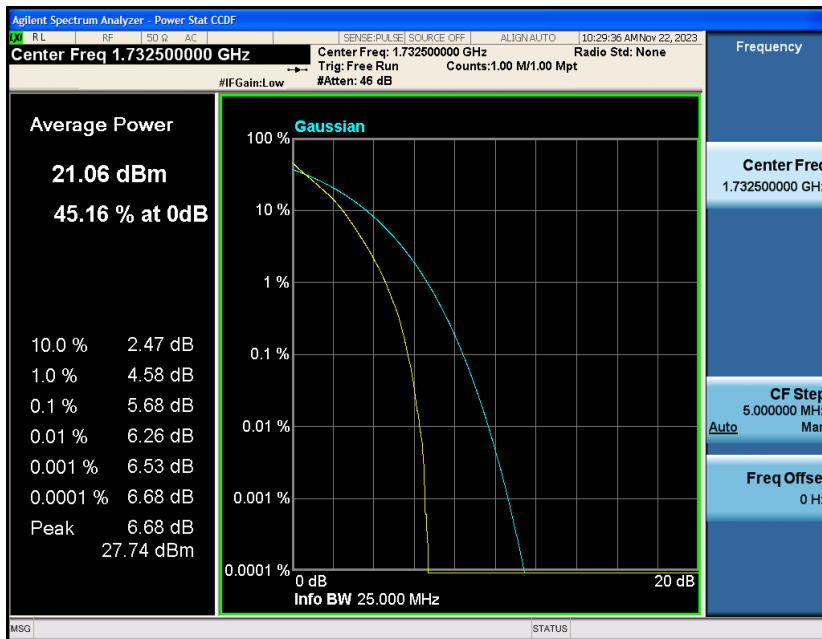 Agilent Spectrum Analyzer - Power Stat CCDF
LXI RL RF 50 Ω AC SENSE:PULSE SOURCE OFF ALIGN AUTO 10:29:36 AM Nov 22, 2023
Center Freq 1.732500000 GHz
Center Freq: 1.732500000 GHz Radio Std: None
Trig: Free Run Counts:1.00 M/1.00 Mpt
#IFGain:Low #Atten: 46 dB
Frequency
Average Power
21.06 dBm
45.16 % at 0dB
10.0 % 2.47 dB
1.0 % 4.58 dB
0.1 % 5.68 dB
0.01 % 6.26 dB
0.001 % 6.53 dB
0.0001 % 6.68 dB
Peak 6.68 dB
27.74 dBm
Gaussian
100 %
10 %
1 %
0.1 %
0.01 %
0.001 %
0.0001 %
0 dB 20 dB
Info BW 25.000 MHz
Center Freq
1.732500000 GHz
CF Step
5.000000 MHz
Auto Man
Freq Offse
0 Hz
MSG STATUS